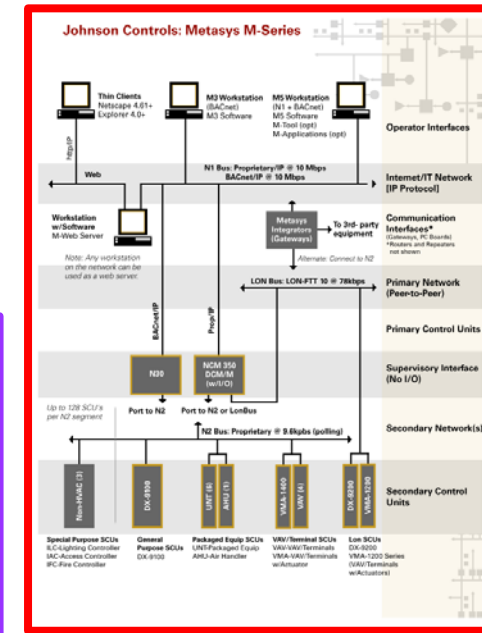 Johnson Controls: Metasys M-Series
Thin Clients
Netscape 4.61+
Explorer 4.0+
M3 Workstation
(BACnet)
M3 Software
M5 Workstation
(N1 + BACnet)
M5 Software
M-Tool (opt)
M-Applications (opt)
Operator Interfaces
http/IP
Web
N1 Bus: Proprietary/IP @ 10 Mbps
BACnet/IP @ 10 Mbps
Internet/IT Network
[IP Protocol]
Workstation
w/Software
M-Web Server
Metasys
Integrators
(Gateways)
To 3rd- party
equipment
Communication
Interfaces*
(Gateways, PC Boards)
*Routers and Repeaters
not shown
Note: Any workstation
on the network can be
used as a web server.
Alternate: Connect to N2
BACnet/IP
Prop/IP
LON Bus: LON-FTT 10 @ 78kbps
Primary Network
(Peer-to-Peer)
Primary Control Units
N30
NCM 350
DCM/M
(w/I/O)
Supervisory Interface
(No I/O)
Up to 128 SCU's
per N2 segment
Port to N2
Port to N2 or LonBus
N2 Bus: Proprietary @ 9.6kpbs (polling)
Secondary Network(s)
Non-HVAC (3)
DX-9100
UNT (6)
AHU (1)
VMA-1400
VAV (4)
DX-9200
VMA-1200
Secondary Control
Units
Special Purpose SCUs
ILC-Lighting Controller
IAC-Access Controller
IFC-Fire Controller
General
Purpose SCUs
DX-9100
Packaged Equip SCUs
UNT-Packaged Equip
AHU-Air Handler
VAV/Terminal SCUs
VAV-VAV/Terminals
VMA-VAV/Terminals
w/Actuator
Lon SCUs
DX-9200
VMA-1200 Series
(VAV/Terminals
w/Actuators)